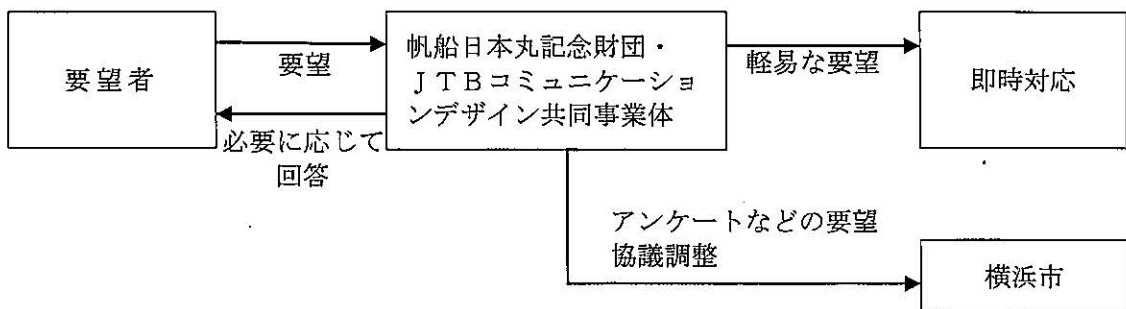 要望者
要望
必要に応じて
回答
帆船日本丸記念財団・
ＪＴＢコミュニケーショ
ンデザイン共同事業体
軽易な要望
即時対応
アンケートなどの要望
協議調整
横浜市